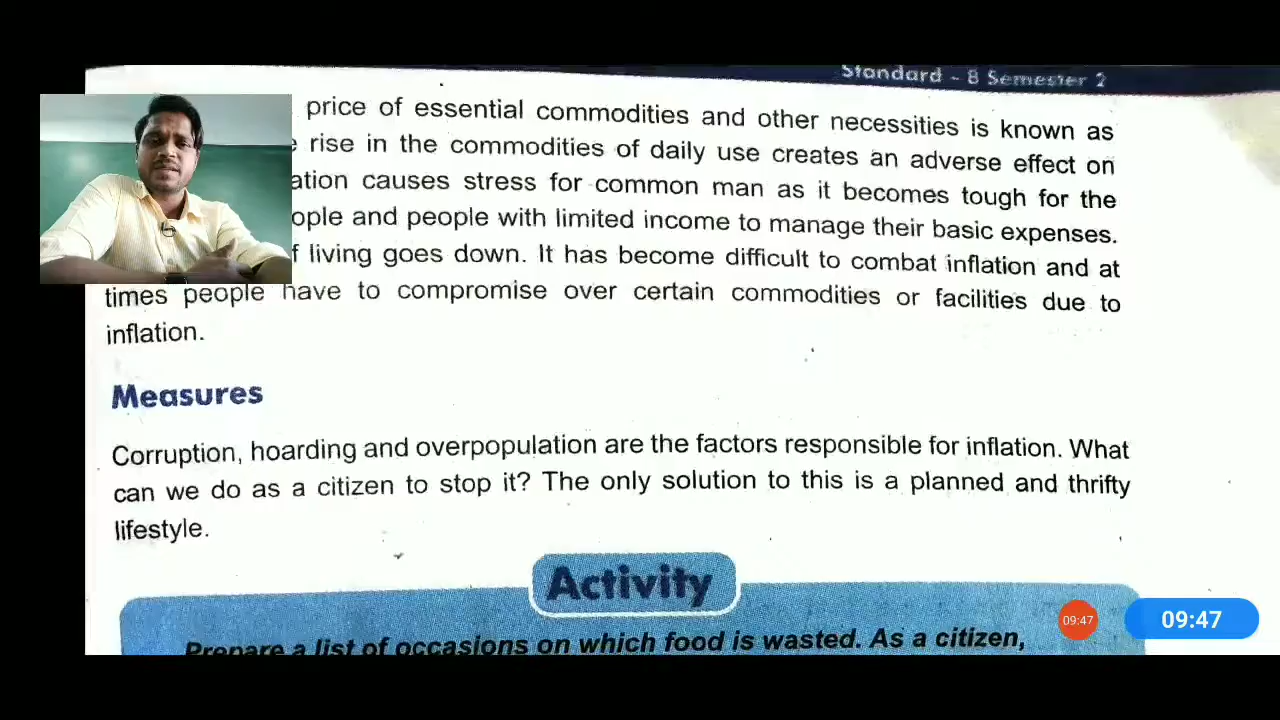 Standard - 8 Semester 2
price of essential commodities and other necessities is known as
rise in the commodities of daily use creates an adverse effect on
ation causes stress for common man as it becomes tough for the
ople and people with limited income to manage their basic expenses.
f living goes down. It has become difficult to combat inflation and at
times people have to compromise over certain commodities or facilities due to
inflation.
Measures
Corruption, hoarding and overpopulation are the factors responsible for inflation. What
can we do as a citizen to stop it? The only solution to this is a planned and thrifty
lifestyle.
Activity
Prepare a list of occasions on which food is wasted. As a citizen,
09:47
09:47